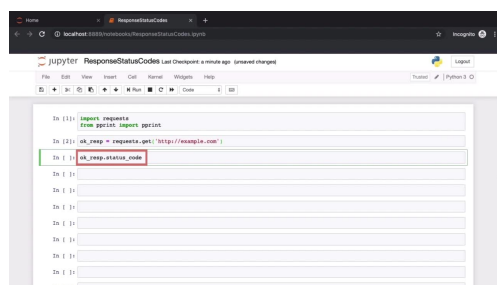 Home
ResponseStatusCodes
localhost:8889/notebooks/ResponseStatusCodes.ipynb
Incognito
jupyter ResponseStatusCodes Last Checkpoint: a minute ago (unsaved changes)
Logout
File Edit View Insert Cell Kernel Widgets Help
Trusted
Python 3
Run
Code
In [1]: import requests
from pprint import pprint
In [2]: ok_resp = requests.get('http://example.com')
In [ ]: ok_resp.status_code
In [ ]:
In [ ]:
In [ ]:
In [ ]:
In [ ]:
In [ ]:
In [ ]: